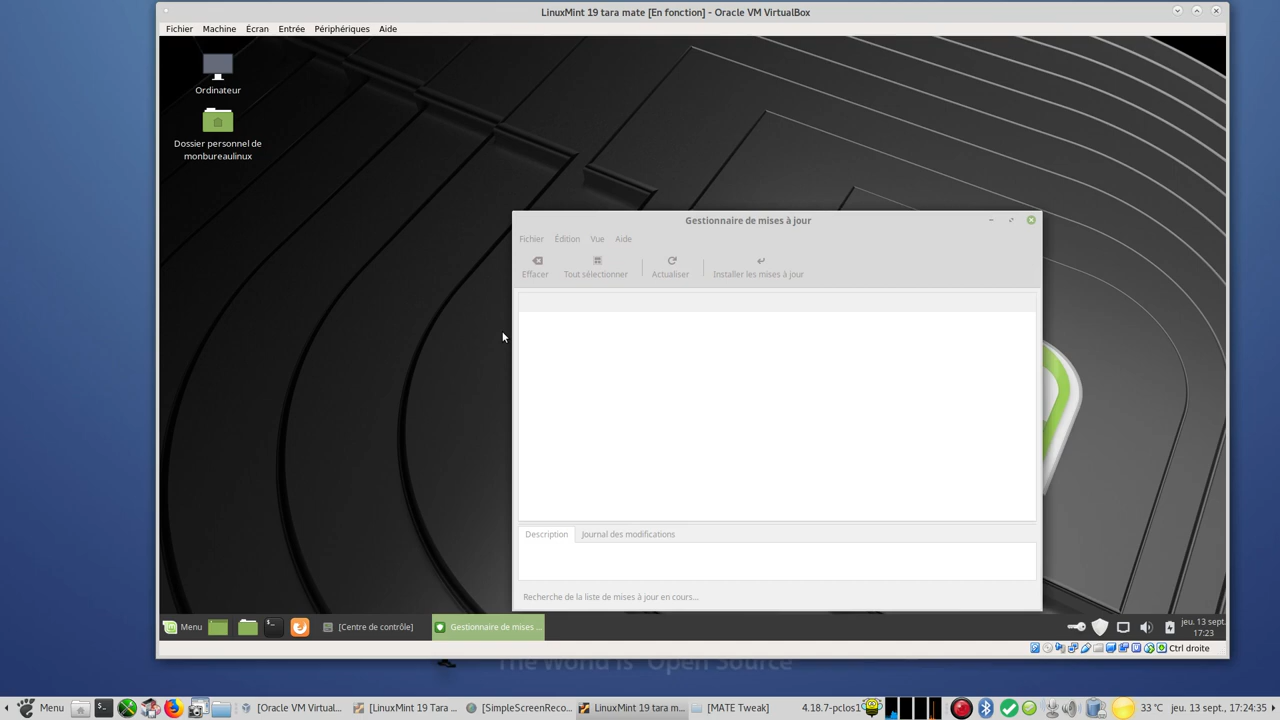 LinuxMint 19 tara mate [En fonction] - Oracle VM VirtualBox
Fichier Machine Écran Entrée Périphériques Aide
Ordinateur
Dossier personnel de
monbureaulinux
Gestionnaire de mises à jour
Fichier Édition Vue Aide
Effacer Tout sélectionner Actualiser Installer les mises à jour
Description Journal des modifications
Recherche de la liste de mises à jour en cours...
Menu [Centre de contrôle] Gestionnaire de mises ... jeu. 13 sept.
17:23
Ctrl droite
The World is 'Open Source'
Menu [Oracle VM Virtual... [LinuxMint 19 Tara ... [SimpleScreenReco... LinuxMint 19 tara m... [MATE Tweak] 4.18.7-pclos1 33 °C jeu. 13 sept., 17:24:35